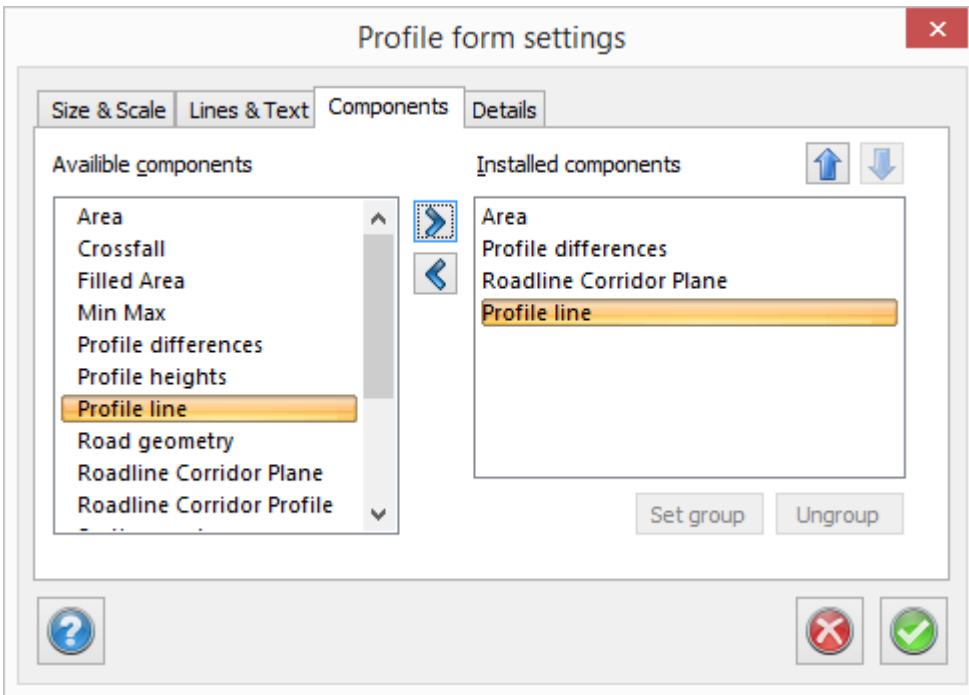 Profile form settings
Size & Scale
Lines & Text
Components
Details
Availible components
Area
Crossfall
Filled Area
Min Max
Profile differences
Profile heights
Profile line
Road geometry
Roadline Corridor Plane
Roadline Corridor Profile
Installed components
Area
Profile differences
Roadline Corridor Plane
Profile line
Set group
Ungroup